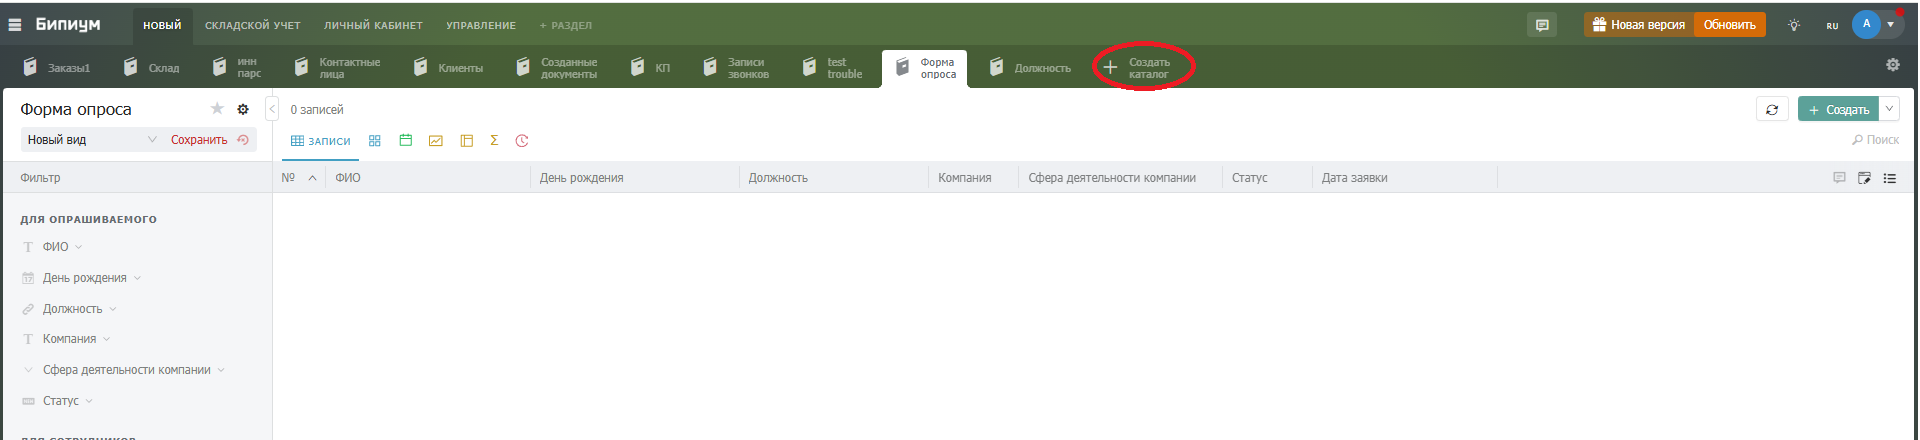 Бипиум
НОВЫЙ
СКЛАДСКОЙ УЧЕТ
ЛИЧНЫЙ КАБИНЕТ
УПРАВЛЕНИЕ
+ РАЗДЕЛ
Новая версия
Обновить
RU
A
Заказы1
Склад
инн
парс
Контактные
лица
Клиенты
Созданные
документы
КП
Записи
звонков
test
trouble
Форма
опроса
Должность
Создать
каталог
Форма опроса
0 записей
+ Создать
Новый вид
Сохранить
ЗАПИСИ
Σ
Поиск
Фильтр
№
ФИО
День рождения
Должность
Компания
Сфера деятельности компании
Статус
Дата заявки
ДЛЯ ОПРАШИВАЕМОГО
T ФИО
17 День рождения
Должность
T Компания
Сфера деятельности компании
Статус
ДЛЯ СОТРУДНИКОВ